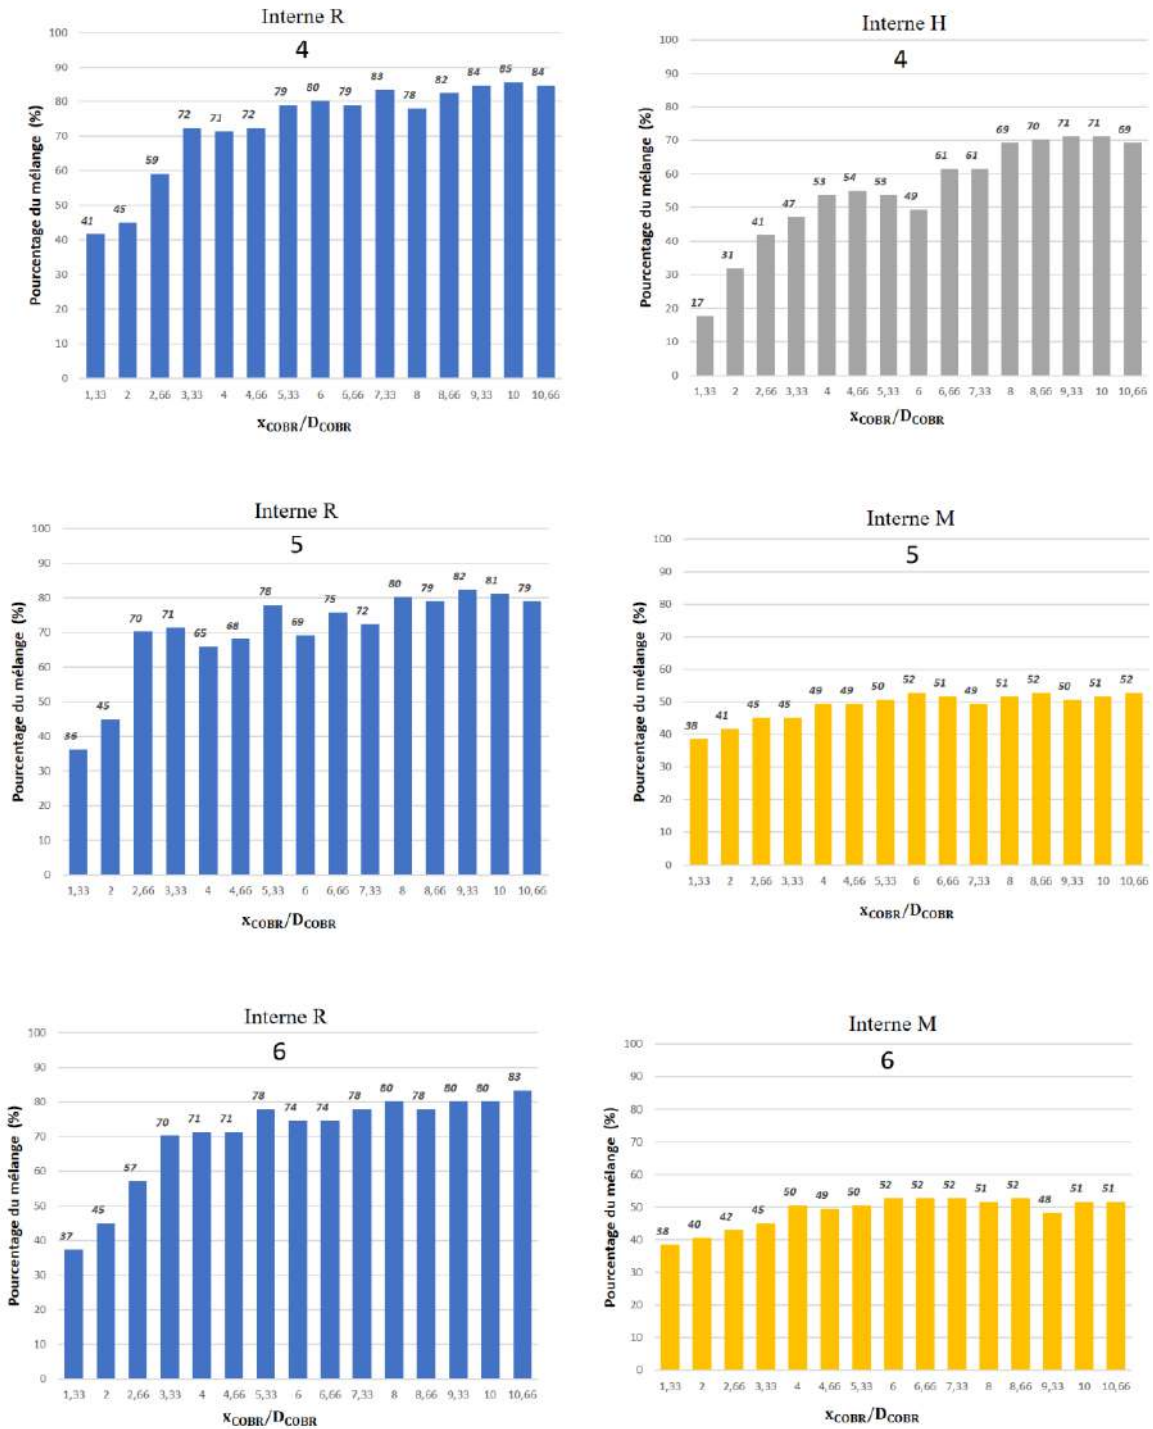 Interne R
4
Pourcentage du mélange (%)
100
90
80
70
60
50
40
30
20
10
0
41 45 59 72 71 72 79 80 79 83 78 82 84 85 84
1,33 2 2,66 3,33 4 4,66 5,33 6 6,66 7,33 8 8,66 9,33 10 10,66
xCOBR/DCOBR
Interne H
4
Pourcentage du mélange (%)
100
90
80
70
60
50
40
30
20
10
0
17 31 41 47 53 54 53 49 61 61 69 70 71 71 69
1,33 2 2,66 3,33 4 4,66 5,33 6 6,66 7,33 8 8,66 9,33 10 10,66
xCOBR/DCOBR
Interne R
5
Pourcentage du mélange (%)
100
90
80
70
60
50
40
30
20
10
0
36 45 70 71 65 68 78 69 75 72 80 79 82 81 79
1,33 2 2,66 3,33 4 4,66 5,33 6 6,66 7,33 8 8,66 9,33 10 10,66
xCOBR/DCOBR
Interne M
5
Pourcentage du mélange (%)
100
90
80
70
60
50
40
30
20
10
0
38 41 45 45 49 49 50 52 51 49 51 52 50 51 52
1,33 2 2,66 3,33 4 4,66 5,33 6 6,66 7,33 8 8,66 9,33 10 10,66
xCOBR/DCOBR
Interne R
6
Pourcentage du mélange (%)
100
90
80
70
60
50
40
30
20
10
0
37 45 57 70 71 71 78 74 74 78 80 78 80 80 83
1,33 2 2,66 3,33 4 4,66 5,33 6 6,66 7,33 8 8,66 9,33 10 10,66
xCOBR/DCOBR
Interne M
6
Pourcentage du mélange (%)
100
90
80
70
60
50
40
30
20
10
0
38 40 42 45 50 49 50 52 52 52 51 52 48 51 51
1,33 2 2,66 3,33 4 4,66 5,33 6 6,66 7,33 8 8,66 9,33 10 10,66
xCOBR/DCOBR